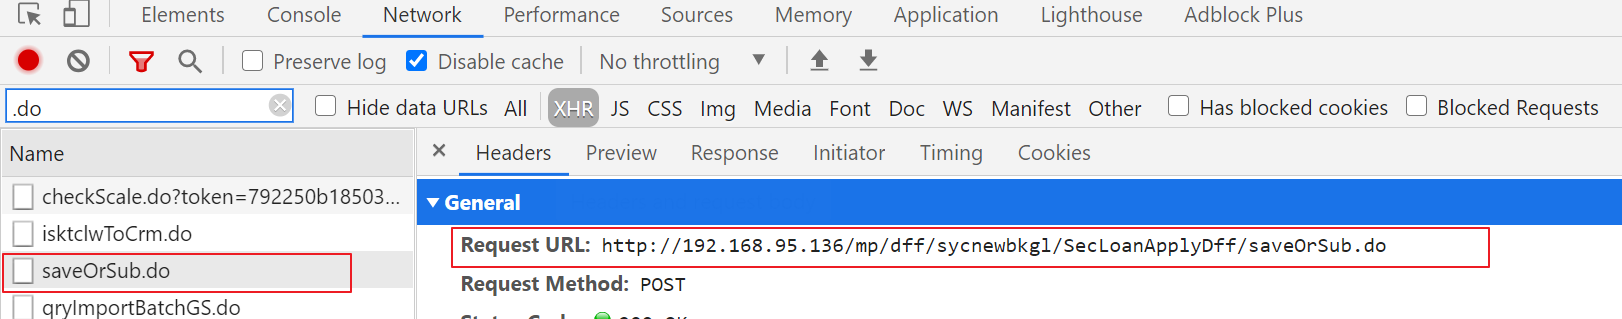 Elements Console Network Performance Sources Memory Application Lighthouse Adblock Plus
Preserve log Disable cache No throttling
.do Hide data URLs All XHR JS CSS Img Media Font Doc WS Manifest Other Has blocked cookies Blocked Requests
Name
checkScale.do?token=792250b18503...
isktclwToCrm.do
saveOrSub.do
qryImportBatchGS.do
Headers Preview Response Initiator Timing Cookies
General
Request URL: http://192.168.95.136/mp/dff/sycnewbkgl/SecLoanApplyDff/saveOrSub.do
Request Method: POST